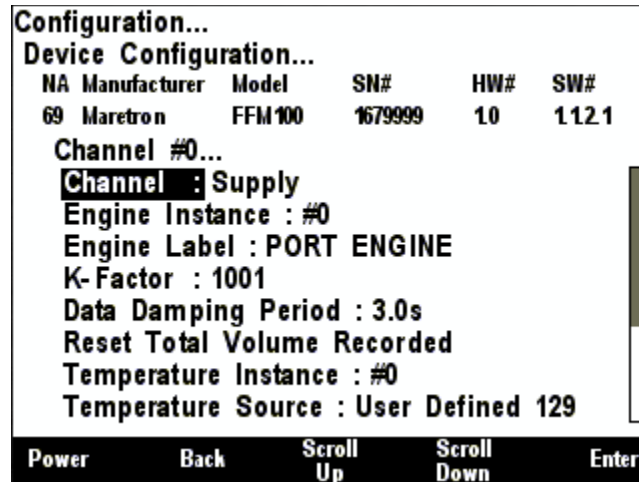 Configuration...
Device Configuration...
NA Manufacturer Model SN# HW# SW#
69 Maretron FFM100 1679999 1.0 1.1.2.1
Channel #0...
Channel : Supply
Engine Instance : #0
Engine Label : PORT ENGINE
K-Factor : 1001
Data Damping Period : 3.0s
Reset Total Volume Recorded
Temperature Instance : #0
Temperature Source : User Defined 129
Power Back Scroll Up Scroll Down Enter